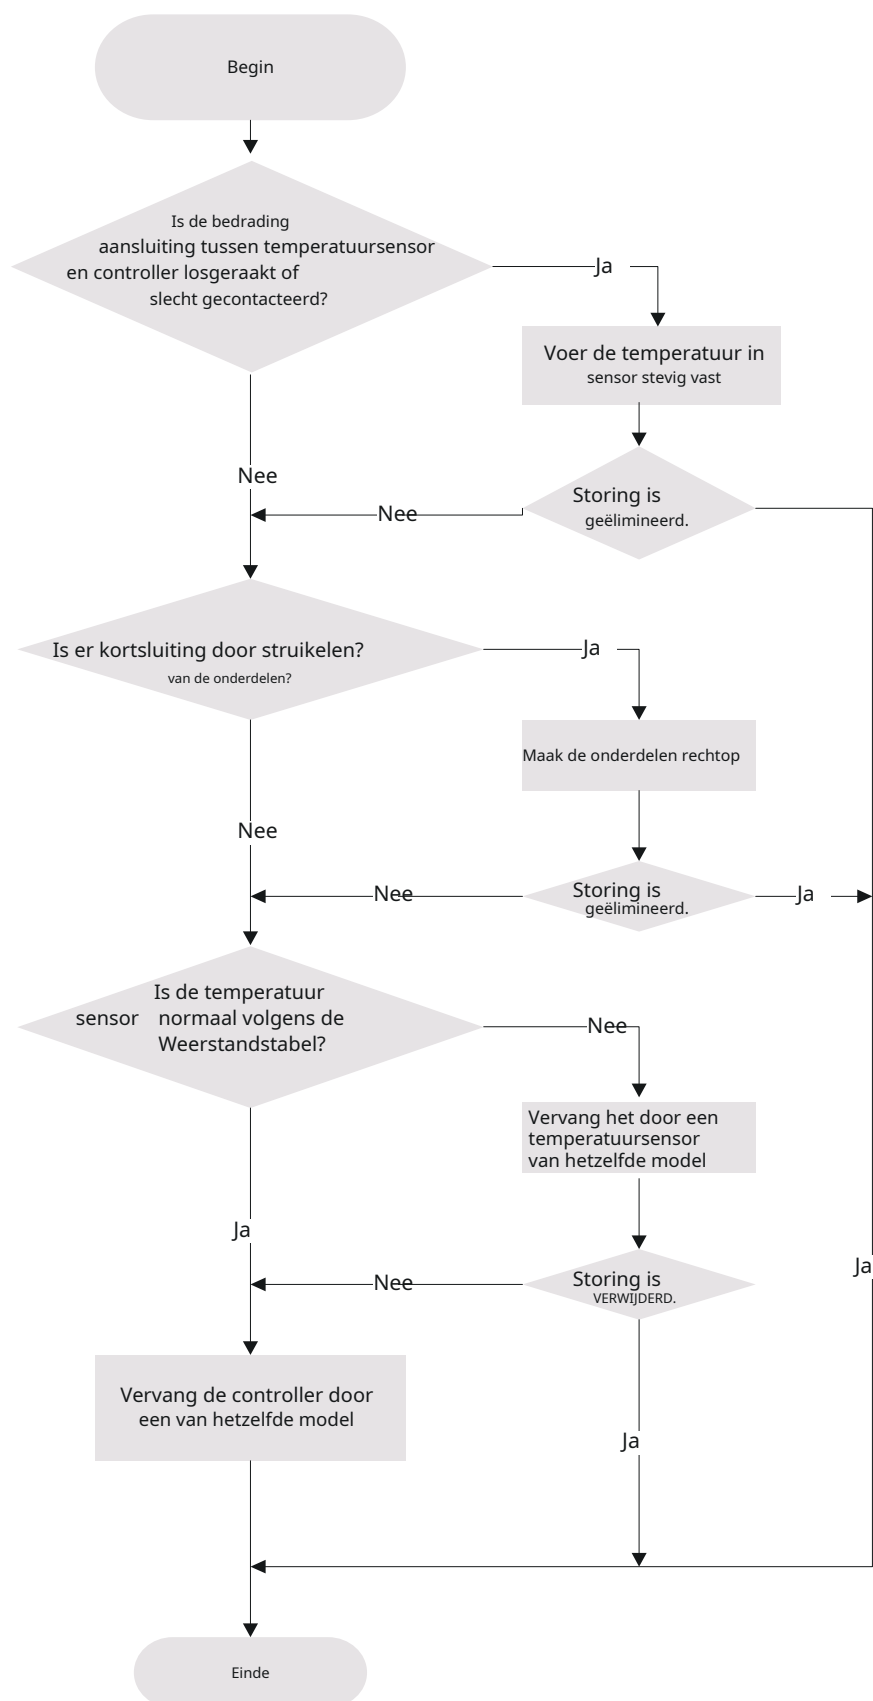 Begin
Is de bedrading
aansluiting tussen temperatuursensor
en controller losgeraakt of
slecht gecontacteerd?
Ja
Voer de temperatuur in
sensor stevig vast
Nee
Storing is
geëlimineerd.
Nee
Is er kortsluiting door struikelen?
van de onderdelen?
Ja
Maak de onderdelen rechtop
Nee
Storing is
geëlimineerd.
Nee
Ja
Is de temperatuur
sensor normaal volgens de
Weerstandstabel?
Nee
Vervang het door een
temperatuursensor
van hetzelfde model
Ja
Ja
Storing is
VERWIJDERD.
Nee
Vervang de controller door
een van hetzelfde model
Ja
Einde